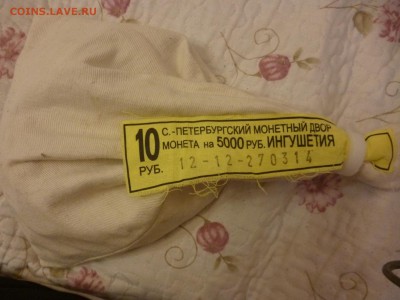 COINS.LAVE.RU
10
РУБ.
С.-ПЕТЕРБУРГСКИЙ МОНЕТНЫЙ ДВОР
МОНЕТА НА 5000 РУБ. ИНГУШЕТИЯ
12-12-270314